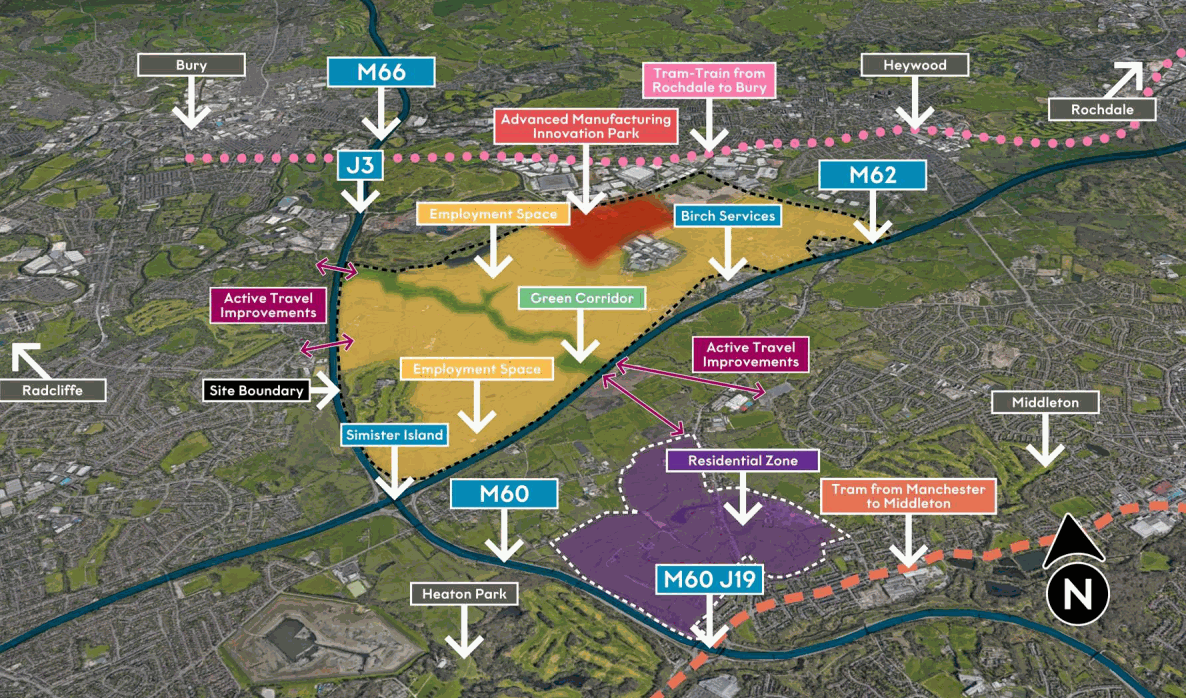 Bury
M66
Tram-Train from
Rochdale to Bury
Heywood
Rochdale
Advanced Manufacturing
Innovation Park
J3
M62
Employment Space
Birch Services
Active Travel
Improvements
Green Corridor
Active Travel
Improvements
Radcliffe
Site Boundary
Employment Space
Middleton
Simister Island
Residential Zone
M60
Tram from Manchester
to Middleton
M60 J19
Heaton Park
N